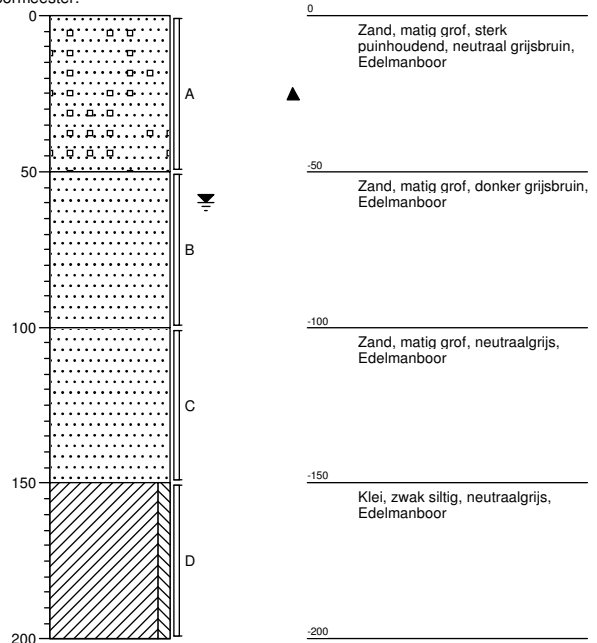 0
0
Zand, matig grof, sterk
puinhoudend, neutraal grijsbruin,
Edelmanboor
A
50
-50
Zand, matig grof, donker grijsbruin,
Edelmanboor
B
100
-100
Zand, matig grof, neutraalgrijs,
Edelmanboor
C
150
-150
Klei, zwak siltig, neutraalgrijs,
Edelmanboor
D
200
-200